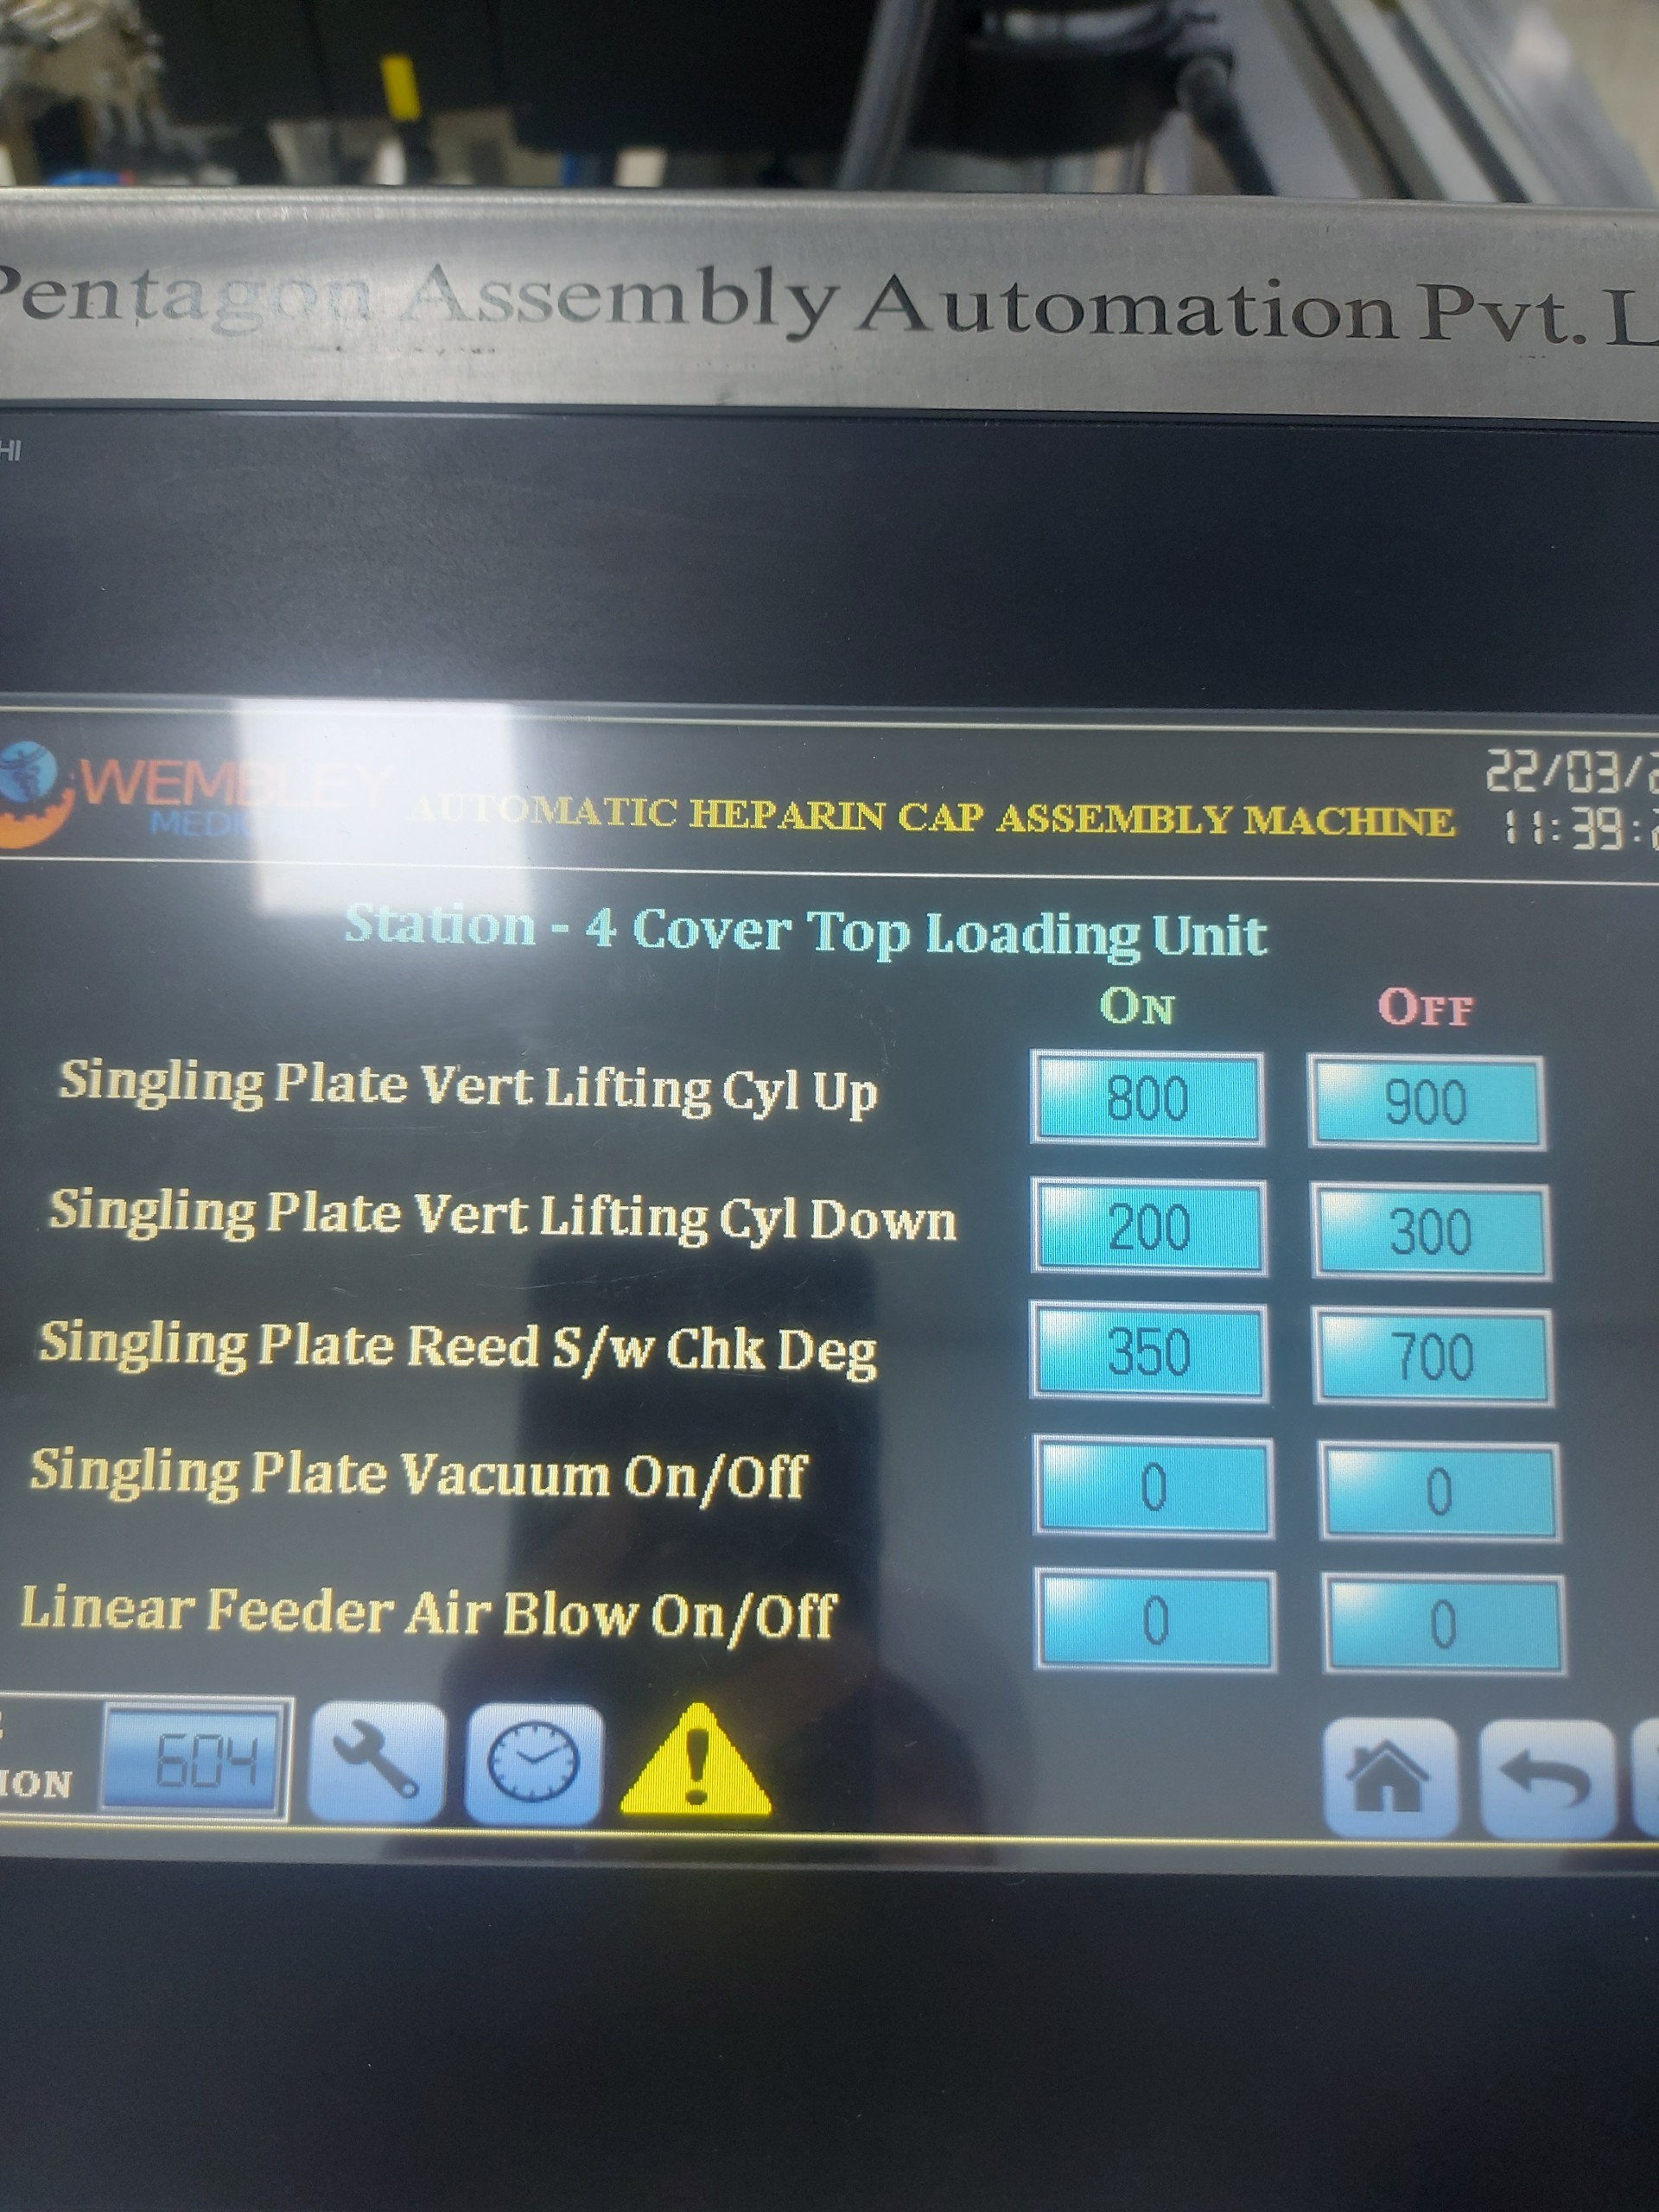 Pentagon Assembly Automation Pvt. L
HI
WEMBLEY
AUTOMATIC HEPARIN CAP ASSEMBLY MACHINE
22/03/2
11:39:2
Station - 4 Cover Top Loading Unit
ON OFF
Singling Plate Vert Lifting Cyl Up 800 900
Singling Plate Vert Lifting Cyl Down 200 300
Singling Plate Reed S/w Chk Deg 350 700
Singling Plate Vacuum On/Off 0 0
Linear Feeder Air Blow On/Off 0 0
ION 604